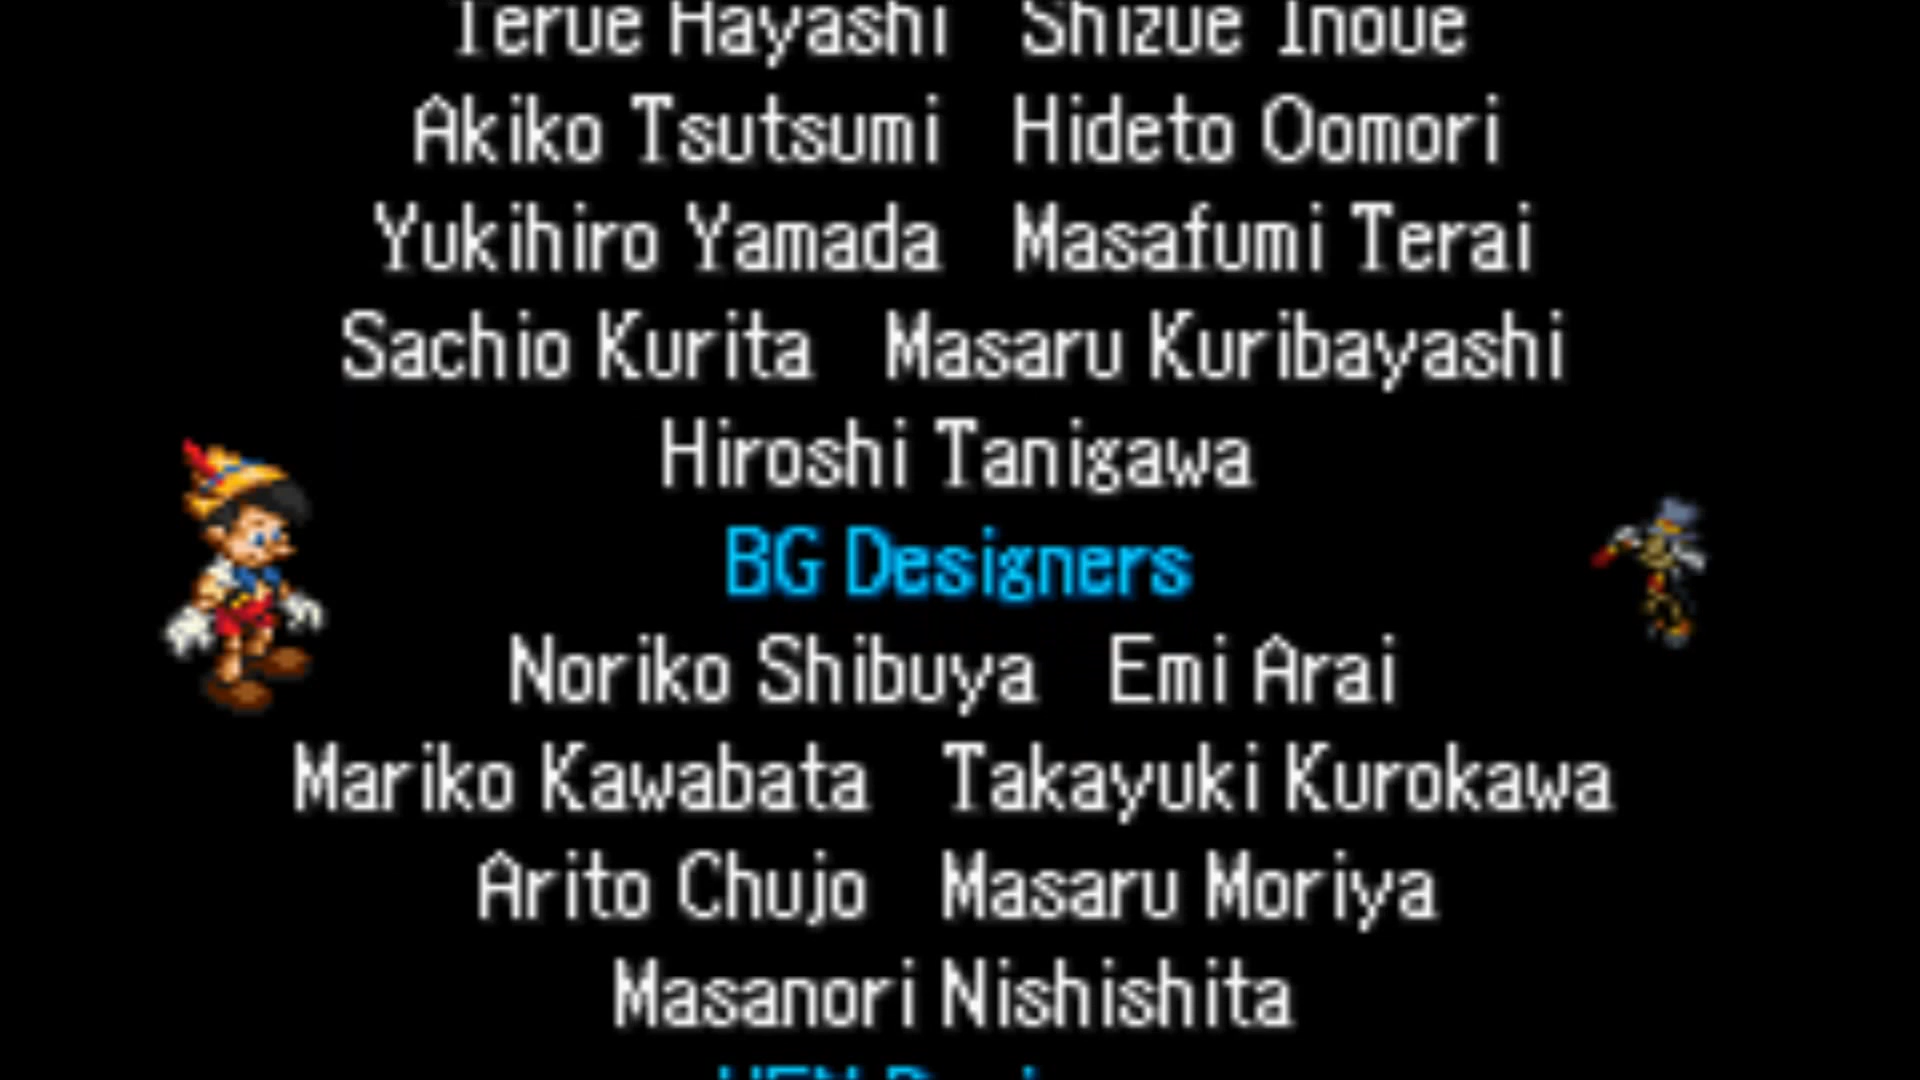 Terue Hayashi Shizue Inoue
Akiko Tsutsumi Hideto Oomori
Yukihiro Yamada Masafumi Terai
Sachio Kurita Masaru Kuribayashi
Hiroshi Tanigawa
BG Designers
Noriko Shibuya Emi Arai
Mariko Kawabata Takayuki Kurokawa
Arito Chujo Masaru Moriya
Masanori Nishishita